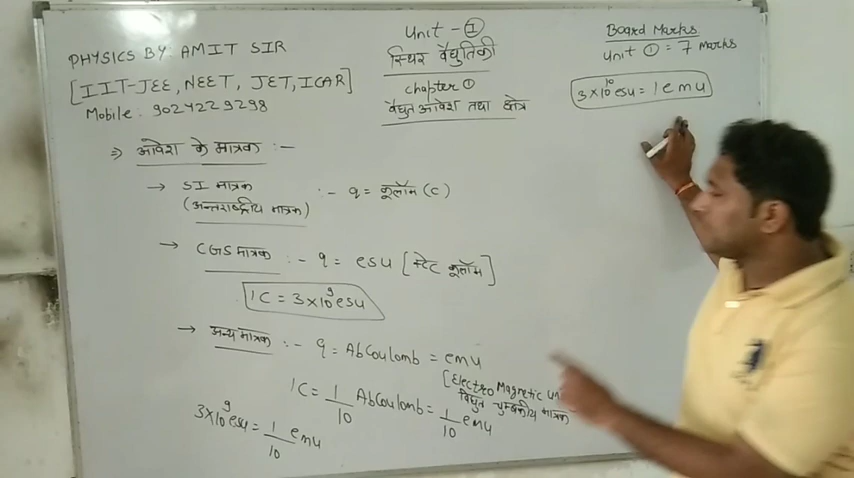 PHYSICS BY: AMIT SIR
[IIT-JEE, NEET, JET, ICAR]
Mobile. 9024229298
Unit - I
स्थिर वैद्युतिकी
chapter ①
वैद्युत आवेश तथा क्षेत्र
Board Marks
Unit ① = 7 Marks
3×10¹⁰ esu = 1 emu
⇒ आवेश के मात्रक :-
→ SI मात्रक :- q = कूलॉम (C)
(अन्तराष्ट्रीय मात्रक)
→ CGS मात्रक :- q = esu [स्टेट कूलॉम]
1C = 3×10⁹ esu
→ अन्य मात्रक :- q = AbCoulomb = emu
[Electro Magnetic
विद्युत चुम्बकीय मात्रक
1C = 1/10 AbCoulomb = 1/10 emu
3×10⁹ esu = 1/10 emu